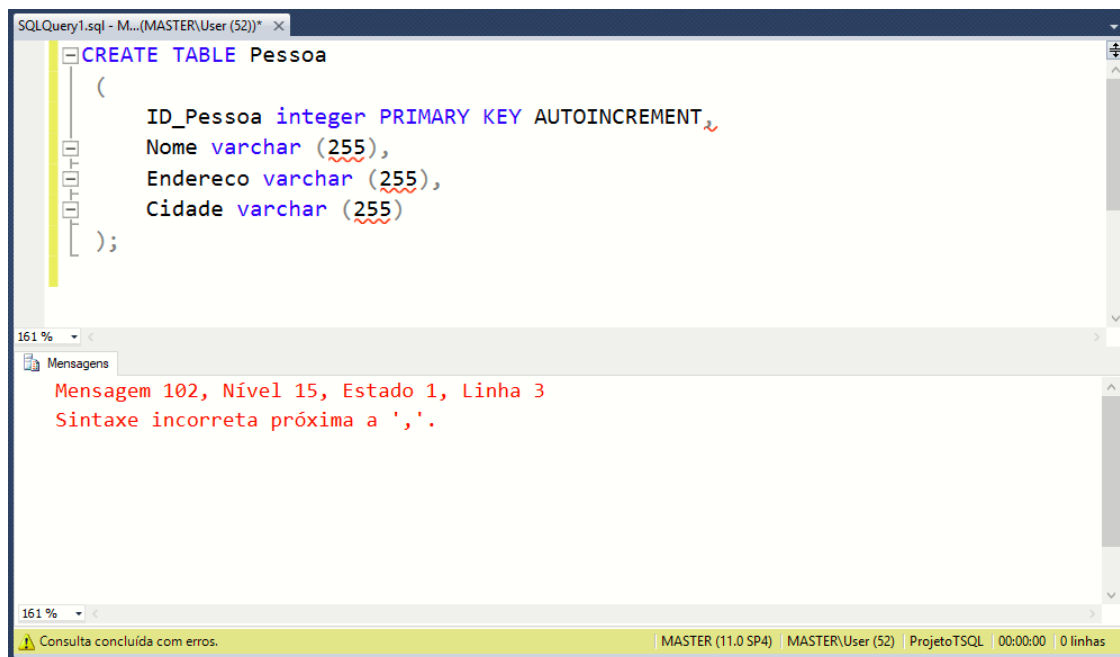 SQLQuery1.sql - M...(MASTER\User (52))*
CREATE TABLE Pessoa
(
ID_Pessoa integer PRIMARY KEY AUTOINCREMENT,
Nome varchar (255),
Endereco varchar (255),
Cidade varchar (255)
);
161 %
Mensagens
Mensagem 102, Nível 15, Estado 1, Linha 3
Sintaxe incorreta próxima a ','.
161 %
Consulta concluída com erros. MASTER (11.0 SP4) MASTER\User (52) ProjetoTSQL 00:00:00 0 linhas